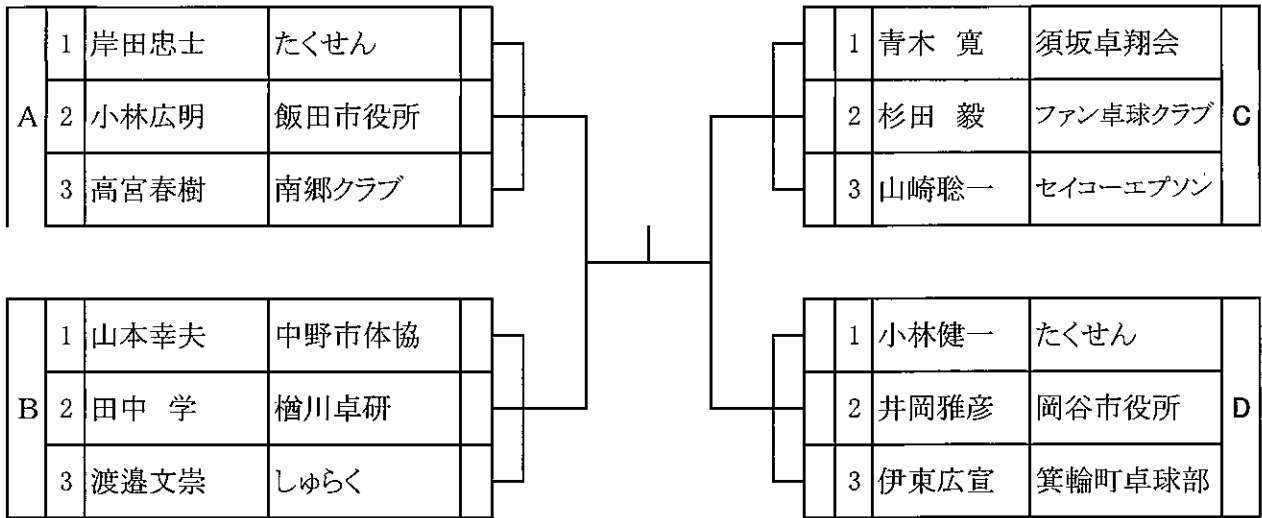 A
1 岸田忠士 たくせん
2 小林広明 飯田市役所
3 高宮春樹 南郷クラブ
B
1 山本幸夫 中野市体協
2 田中 学 楢川卓研
3 渡邉文崇 しゅらく
C
1 青木 寛 須坂卓翔会
2 杉田 毅 ファン卓球クラブ
3 山崎聡一 セイコーエプソン
D
1 小林健一 たくせん
2 井岡雅彦 岡谷市役所
3 伊東広宣 箕輪町卓球部